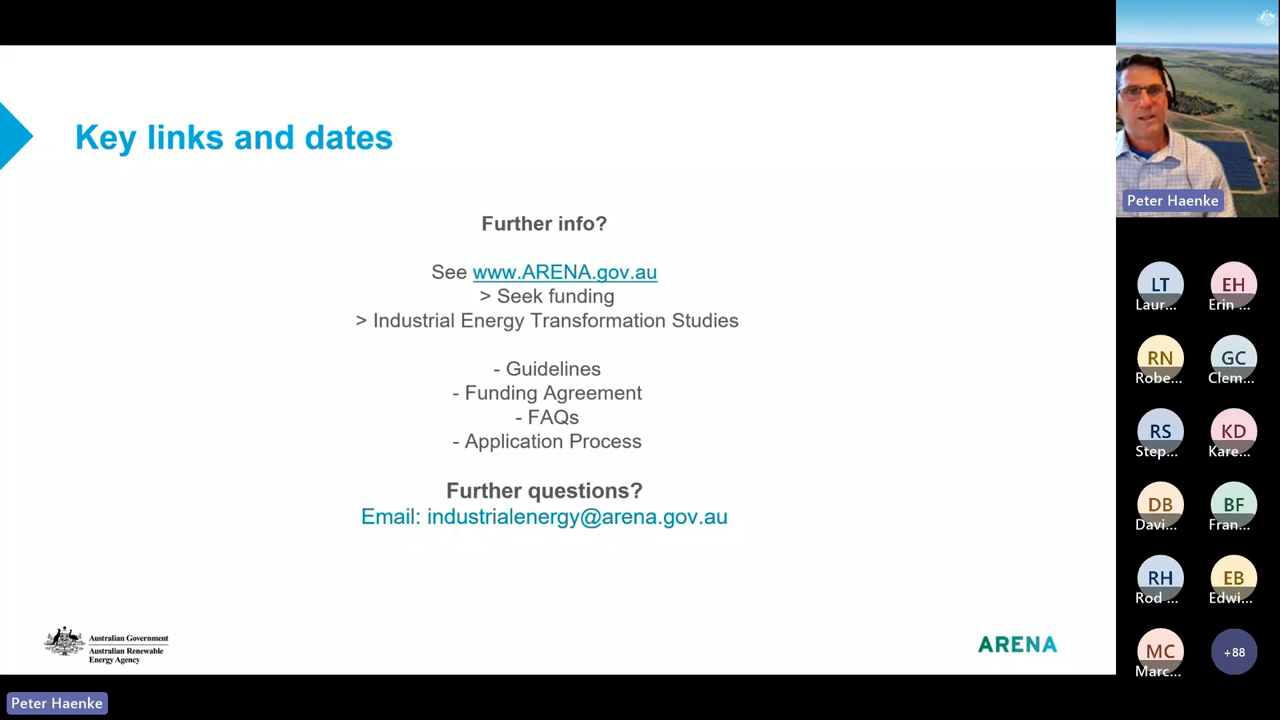 Key links and dates
Further info?
See www.ARENA.gov.au
> Seek funding
> Industrial Energy Transformation Studies
- Guidelines
- Funding Agreement
- FAQs
- Application Process
Further questions?
Email: industrialenergy@arena.gov.au
Australian Government
Australian Renewable
Energy Agency
ARENA
Peter Haenke
LT
Laur...
EH
Erin ...
RN
Robe...
GC
Clem...
RS
Step...
KD
Kare...
DB
Davi...
BF
Fran...
RH
Rod ...
EB
Edwi...
MC
Marc...
+88
Peter Haenke